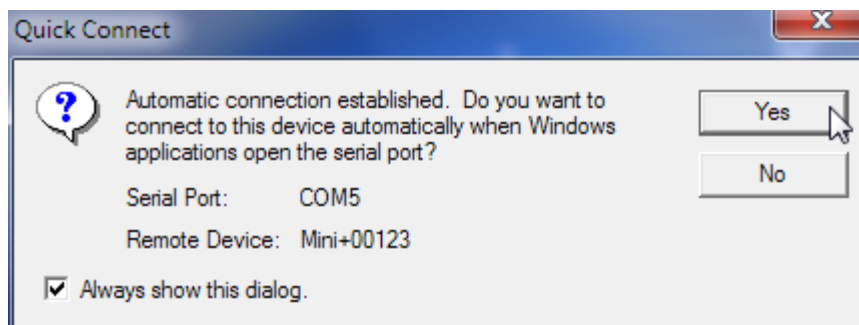 Quick Connect
Automatic connection established. Do you want to
connect to this device automatically when Windows
applications open the serial port?
Yes
No
Serial Port: COM5
Remote Device: Mini+00123
Always show this dialog.